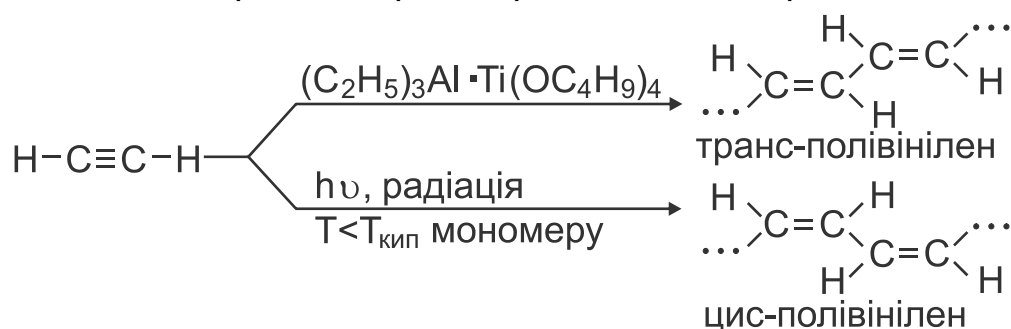 (C₂H₅)₃Al·Ti(OC₄H₉)₄
H–C≡C–H
hυ, радіація
T<Tкип мономеру
H H
C=C C=C ...
... H H
транс-полівінілен
H H
C=C ...
... C=C
H H
цис-полівінілен